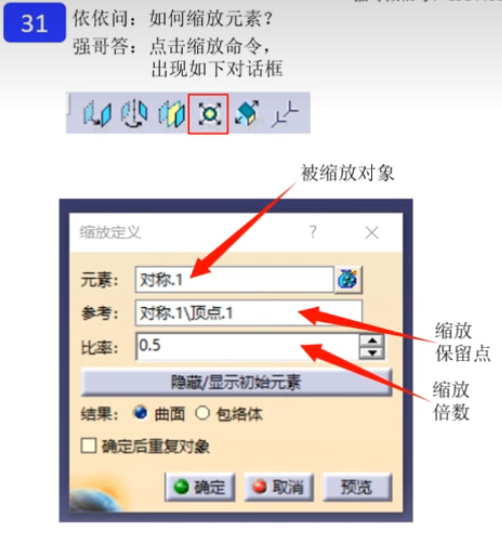 31
依依问：如何缩放元素？
强哥答：点击缩放命令，
出现如下对话框
被缩放对象
缩放定义
?
元素：
对称.1
参考：
对称.1\顶点.1
比率：
0.5
缩放
保留点
缩放
倍数
隐藏/显示初始元素
结果：
曲面
包络体
确定后重复对象
确定
取消
预览